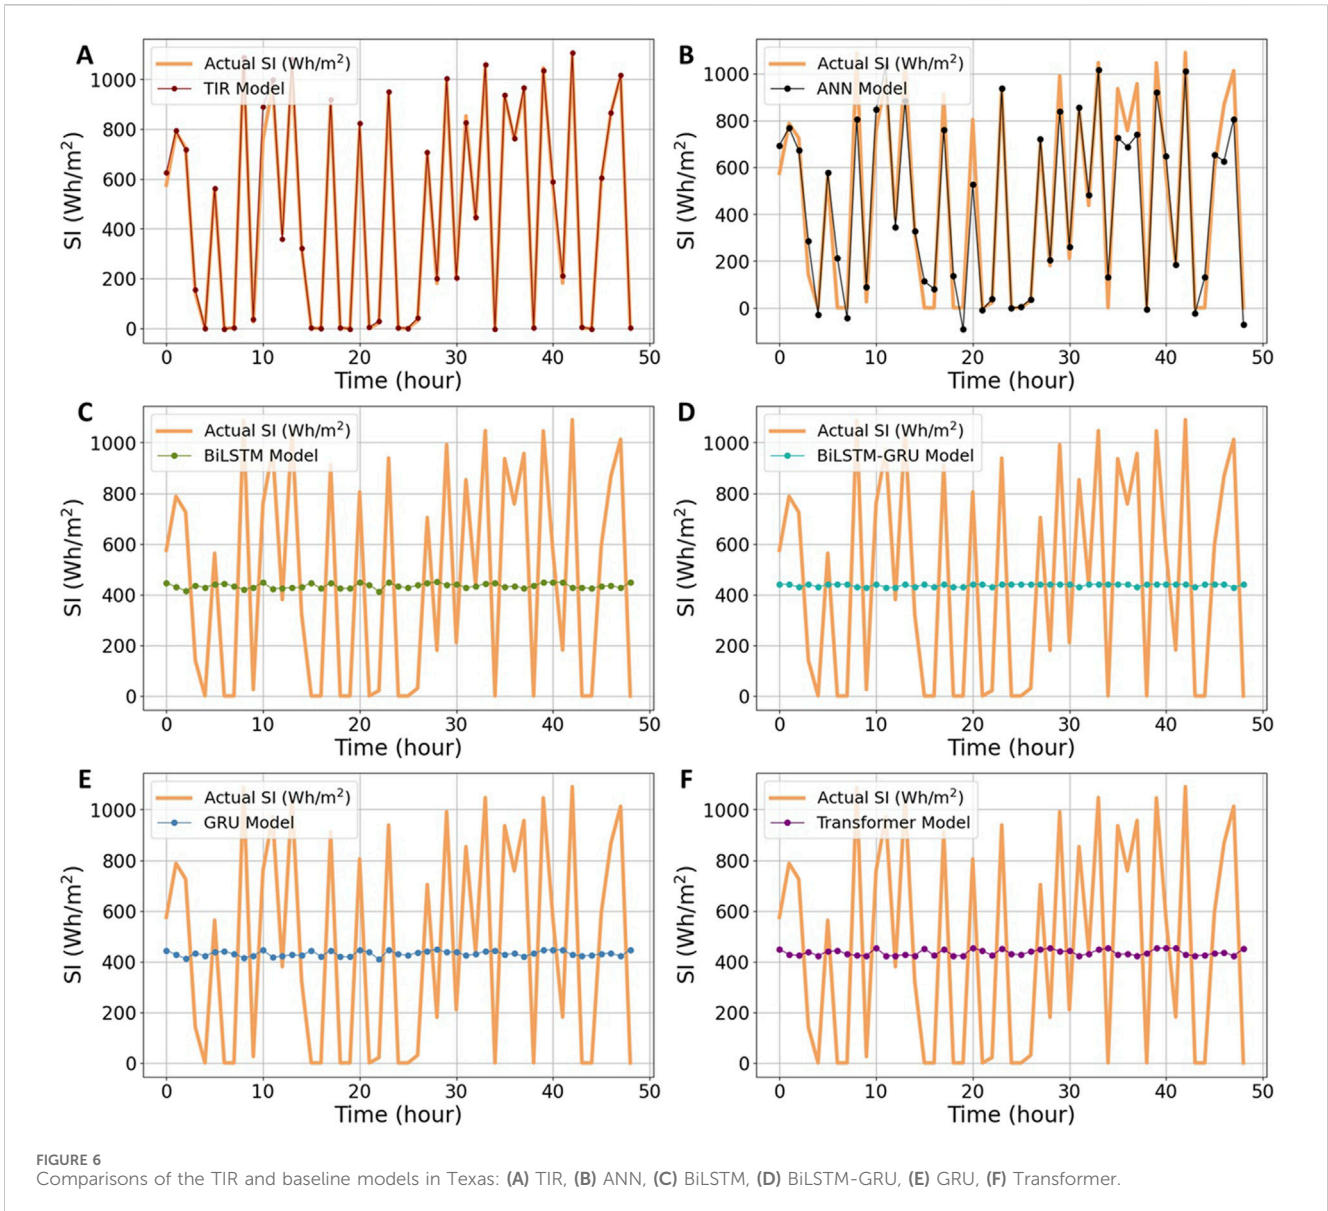 A
Actual SI (Wh/m²)
TIR Model
SI (Wh/m²)
1000
800
600
400
200
0
0 10 20 30 40 50
Time (hour)
B
Actual SI (Wh/m²)
ANN Model
SI (Wh/m²)
1000
800
600
400
200
0
0 10 20 30 40 50
Time (hour)
C
Actual SI (Wh/m²)
BiLSTM Model
SI (Wh/m²)
1000
800
600
400
200
0
0 10 20 30 40 50
Time (hour)
D
Actual SI (Wh/m²)
BiLSTM-GRU Model
SI (Wh/m²)
1000
800
600
400
200
0
0 10 20 30 40 50
Time (hour)
E
Actual SI (Wh/m²)
GRU Model
SI (Wh/m²)
1000
800
600
400
200
0
0 10 20 30 40 50
Time (hour)
F
Actual SI (Wh/m²)
Transformer Model
SI (Wh/m²)
1000
800
600
400
200
0
0 10 20 30 40 50
Time (hour)
FIGURE 6
Comparisons of the TIR and baseline models in Texas: (A) TIR, (B) ANN, (C) BiLSTM, (D) BiLSTM-GRU, (E) GRU, (F) Transformer.